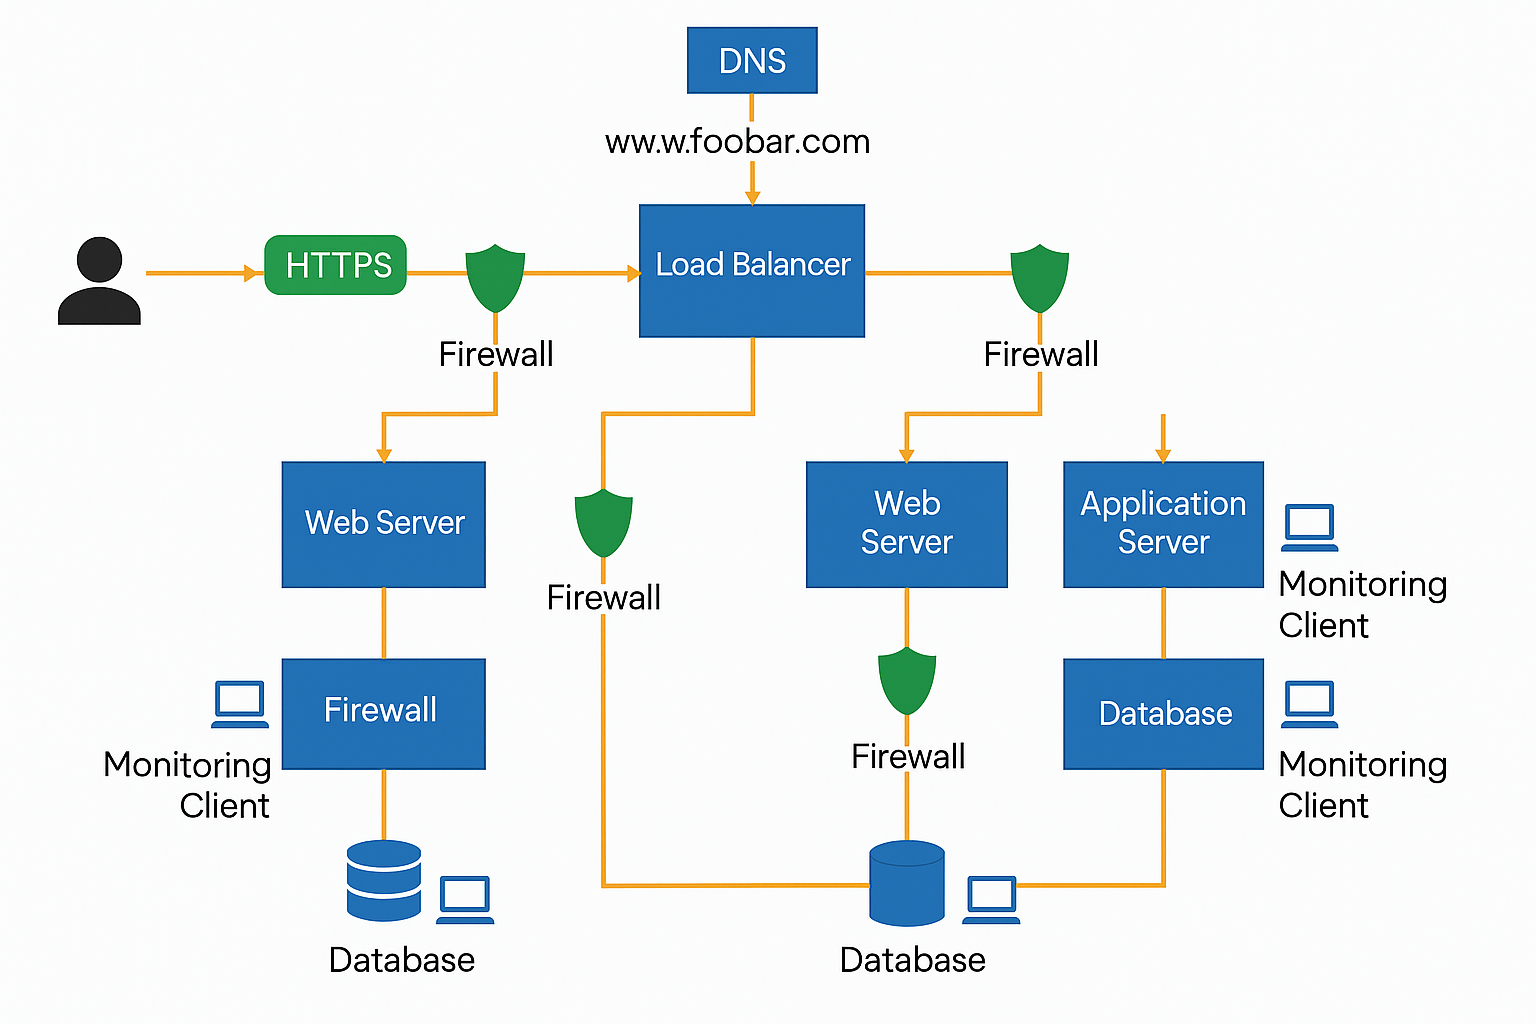 DNS
ww.w.foobar.com
HTTPS
Load Balancer
Firewall
Firewall
Web Server
Firewall
Web
Server
Application
Server
Monitoring
Client
Firewall
Monitoring
Client
Firewall
Database
Monitoring
Client
Database
Database